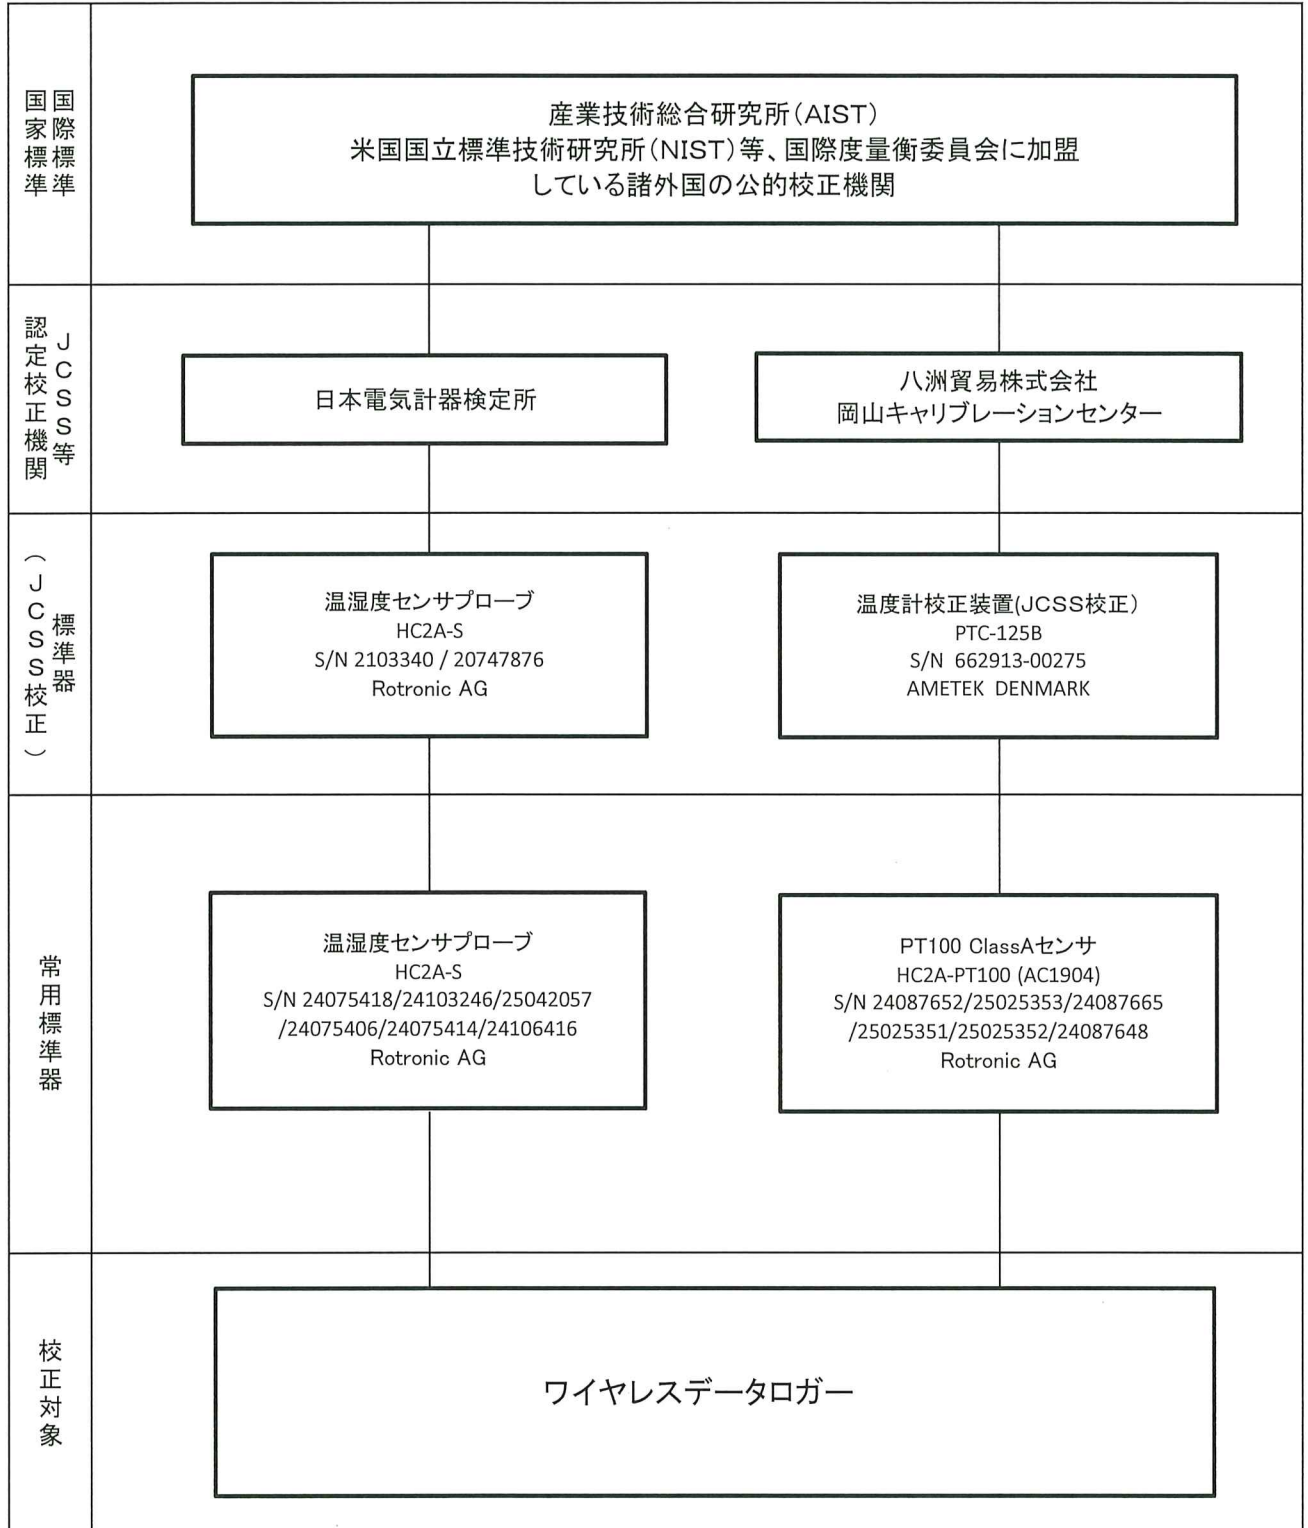 国際標準
国家標準
産業技術総合研究所(AIST)
米国国立標準技術研究所(NIST)等、国際度量衡委員会に加盟
している諸外国の公的校正機関
JCSS等
認定校正機関
日本電気計器検定所
八洲貿易株式会社
岡山キャリブレーションセンター
標準器
(JCSS校正)
温湿度センサプローブ
HC2A-S
S/N 2103340 / 20747876
Rotronic AG
温度計校正装置(JCSS校正)
PTC-125B
S/N 662913-00275
AMETEK DENMARK
常用標準器
温湿度センサプローブ
HC2A-S
S/N 24075418/24103246/25042057
/24075406/24075414/24106416
Rotronic AG
PT100 ClassAセンサ
HC2A-PT100 (AC1904)
S/N 24087652/25025353/24087665
/25025351/25025352/24087648
Rotronic AG
校正対象
ワイヤレスデータロガー